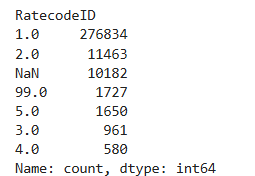 RatecodeID
1.0     276834
2.0      11463
NaN      10182
99.0      1727
5.0       1650
3.0        961
4.0        580
Name: count, dtype: int64